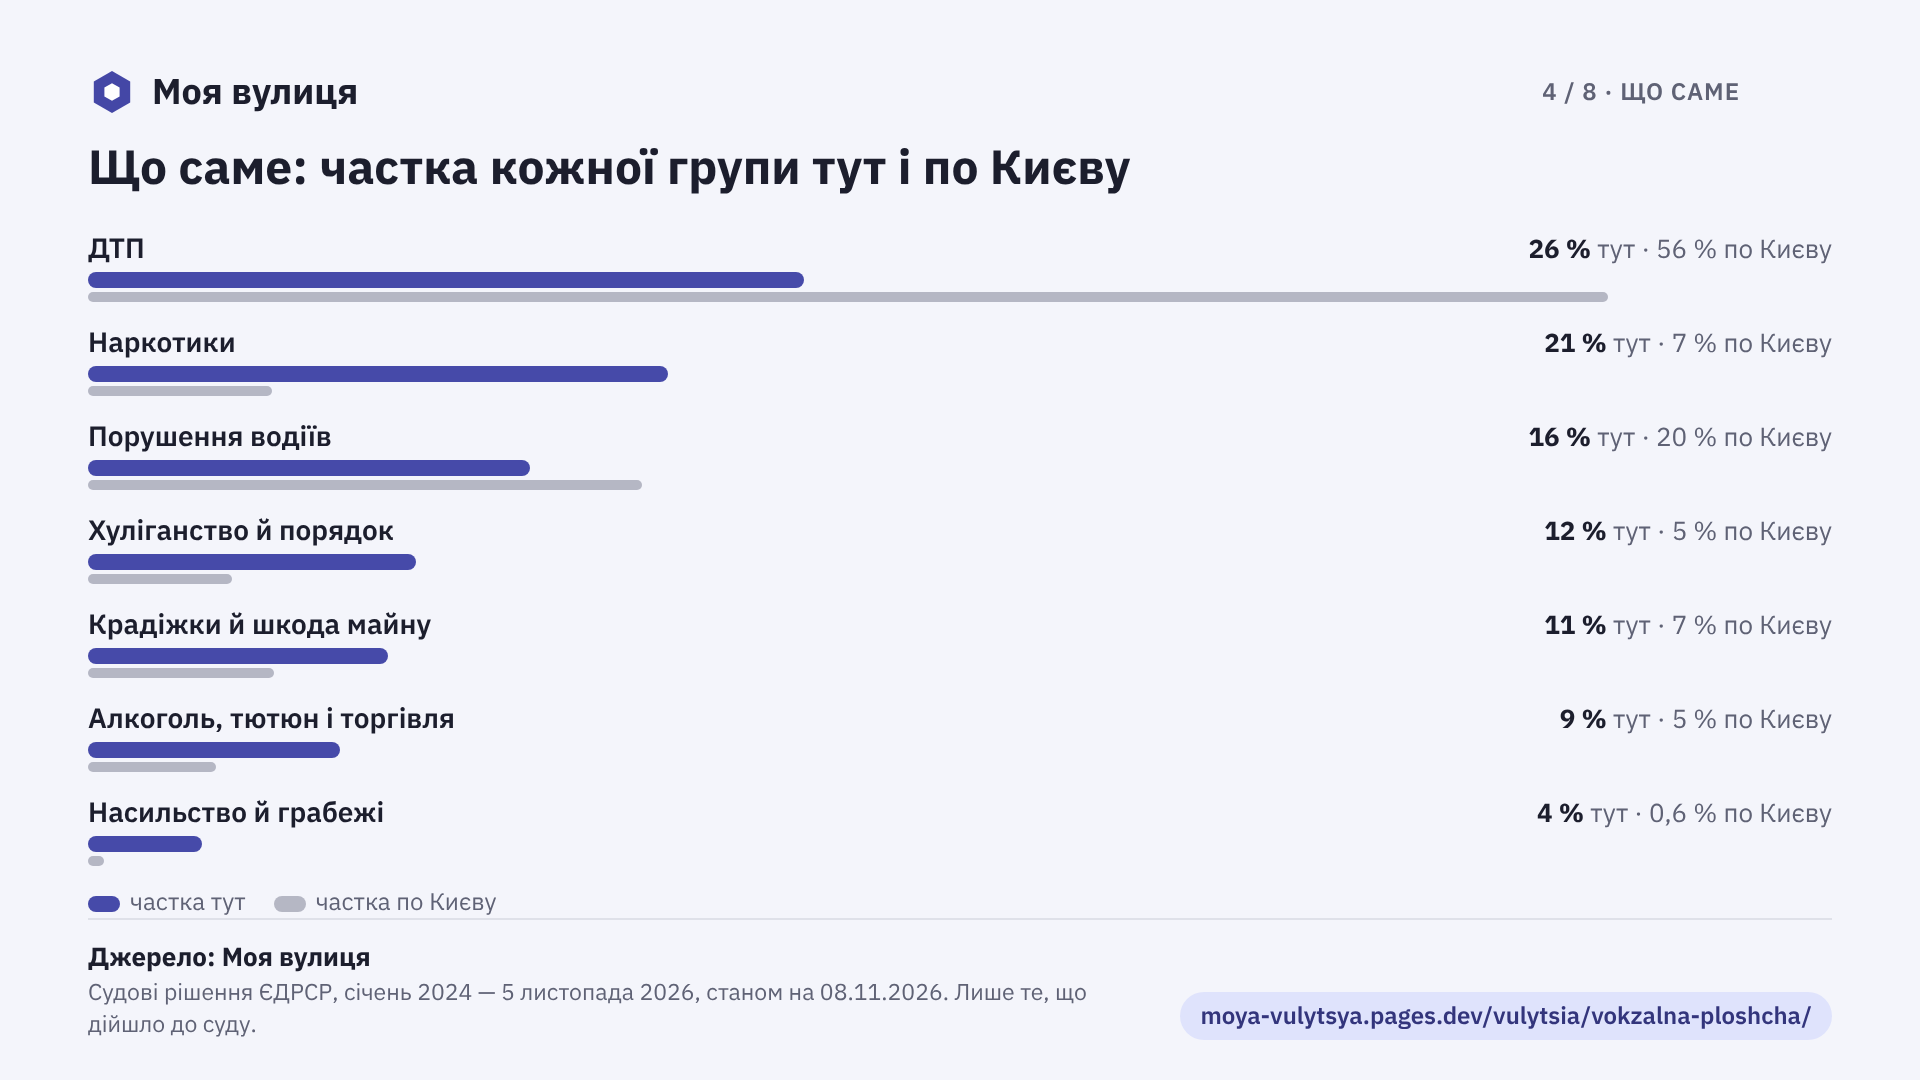 Моя вулиця
4 / 8 · ЩО САМЕ
Що саме: частка кожної групи тут і по Києву
ДТП
26 % тут · 56 % по Києву
Наркотики
21 % тут · 7 % по Києву
Порушення водіїв
16 % тут · 20 % по Києву
Хуліганство й порядок
12 % тут · 5 % по Києву
Крадіжки й шкода майну
11 % тут · 7 % по Києву
Алкоголь, тютюн і торгівля
9 % тут · 5 % по Києву
Насильство й грабежі
4 % тут · 0,6 % по Києву
частка тут
частка по Києву
Джерело: Моя вулиця
Судові рішення ЄДРСР, січень 2024 — 5 листопада 2026, станом на 08.11.2026. Лише те, що
дійшло до суду.
moya-vulytsya.pages.dev/vulytsia/vokzalna-ploshcha/